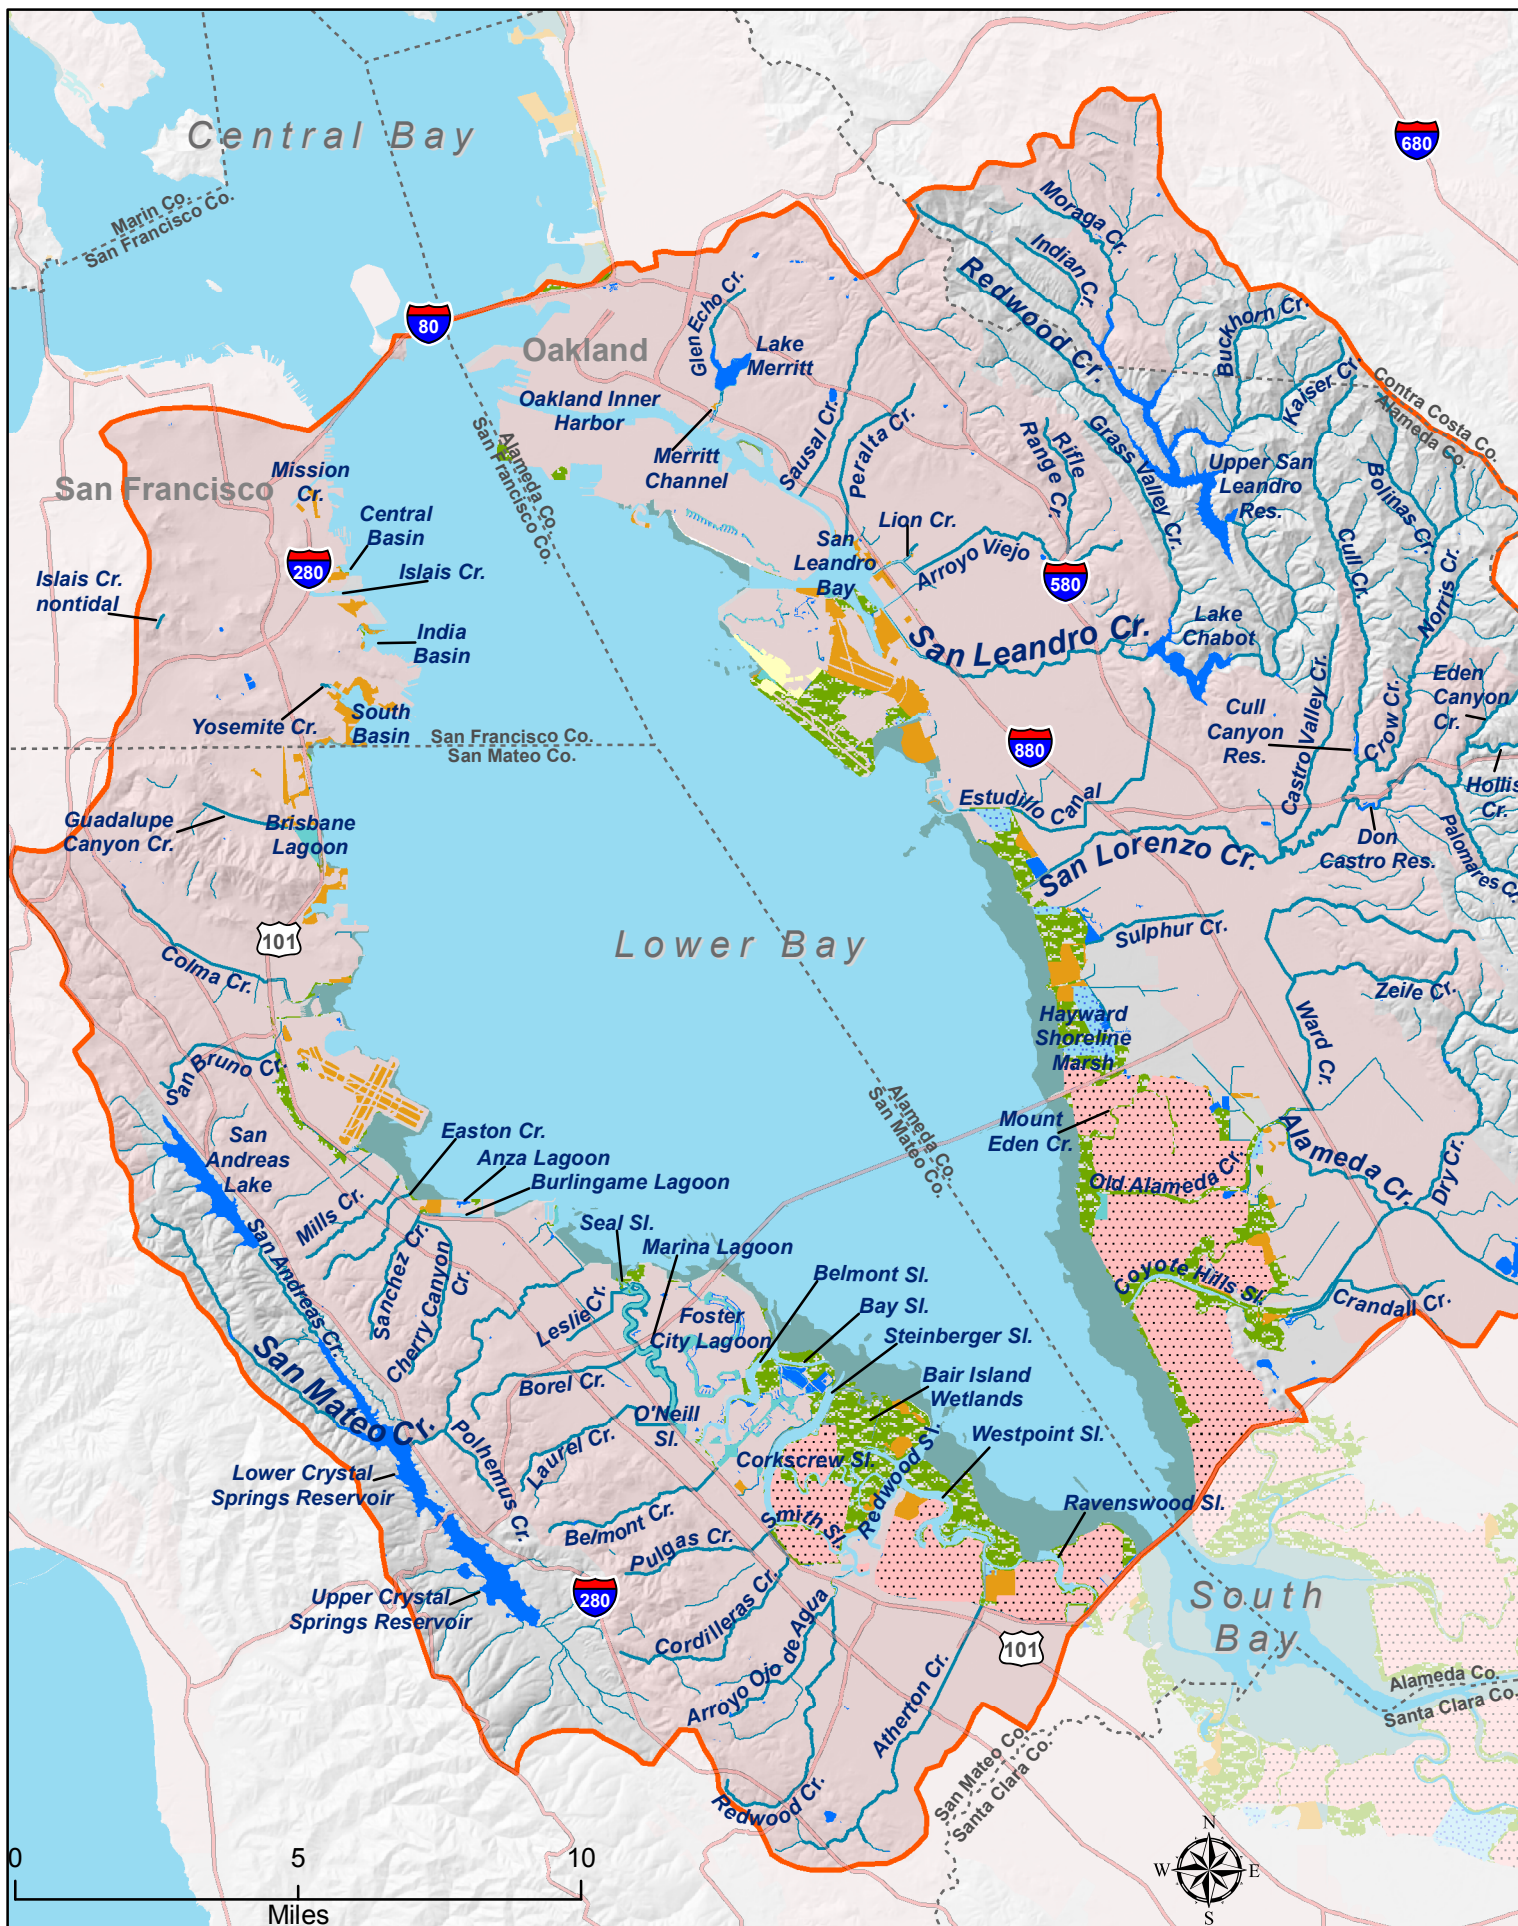 Central Bay
680
Marin Co.
San Francisco Co.
Moraga Cr.
Indian Cr.
Redwood Cr.
Glen Echo Cr.
Buckhorn Cr.
80
Oakland
Lake
Merritt
Kaiser Cr.
Contra Costa Co.
Alameda Co.
Oakland Inner
Harbor
Sausal Cr.
Peralta Cr.
Rifle
Range Cr.
Grass Valley Cr.
Merritt
Channel
Alameda Co.
San Francisco Co.
Upper San
Leandro
Res.
Bolinas Cr.
Mission
Cr.
San Francisco
Central
Basin
Lion Cr.
San
Leandro
Bay
Arroyo Viejo
Cull Cr.
Norris Cr.
280
Islais Cr.
Islais Cr.
nontidal
580
India
Basin
San Leandro Cr.
Lake
Chabot
Eden
Canyon
Cr.
Yosemite Cr.
South
Basin
San Francisco Co.
San Mateo Co.
880
Cull
Canyon
Res.
Castro Valley Cr.
Crow Cr.
Hollis
Cr.
Estudillo Canal
Guadalupe
Canyon Cr.
Brisbane
Lagoon
San Lorenzo Cr.
Don
Castro Res.
Palomares Cr.
101
Colma Cr.
Lower Bay
Sulphur Cr.
Zeile Cr.
Ward Cr.
Hayward
Shoreline
Marsh
San Bruno Cr.
Alameda Co.
San Mateo Co.
Mount
Eden Cr.
Alameda Cr.
Dry Cr.
San
Andreas
Lake
Easton Cr.
Anza Lagoon
Burlingame Lagoon
Old Alameda Cr.
Mills Cr.
Seal Sl.
Marina Lagoon
Sanchez Cr.
Cherry Canyon
Cr.
San Andreas Cr.
Leslie Cr.
Foster
City Lagoon
Belmont Sl.
Bay Sl.
Steinberger Sl.
Coyote Hills Sl.
Crandall Cr.
San Mateo Cr.
Borel Cr.
Bair Island
Wetlands
O'Neill
Sl.
Westpoint Sl.
Polhemus Cr.
Laurel Cr.
Corkscrew Sl.
Redwood Sl.
Lower Crystal
Springs Reservoir
Belmont Cr.
Smith Sl.
Ravenswood Sl.
Pulgas Cr.
280
Upper Crystal
Springs Reservoir
Cordilleras Cr.
Arroyo Ojo de Agua
South
Bay
101
Atherton Cr.
Alameda Co.
Santa Clara Co.
San Mateo Co.
Santa Clara Co.
Redwood Cr.
N
W
E
S
0
5
10
Miles